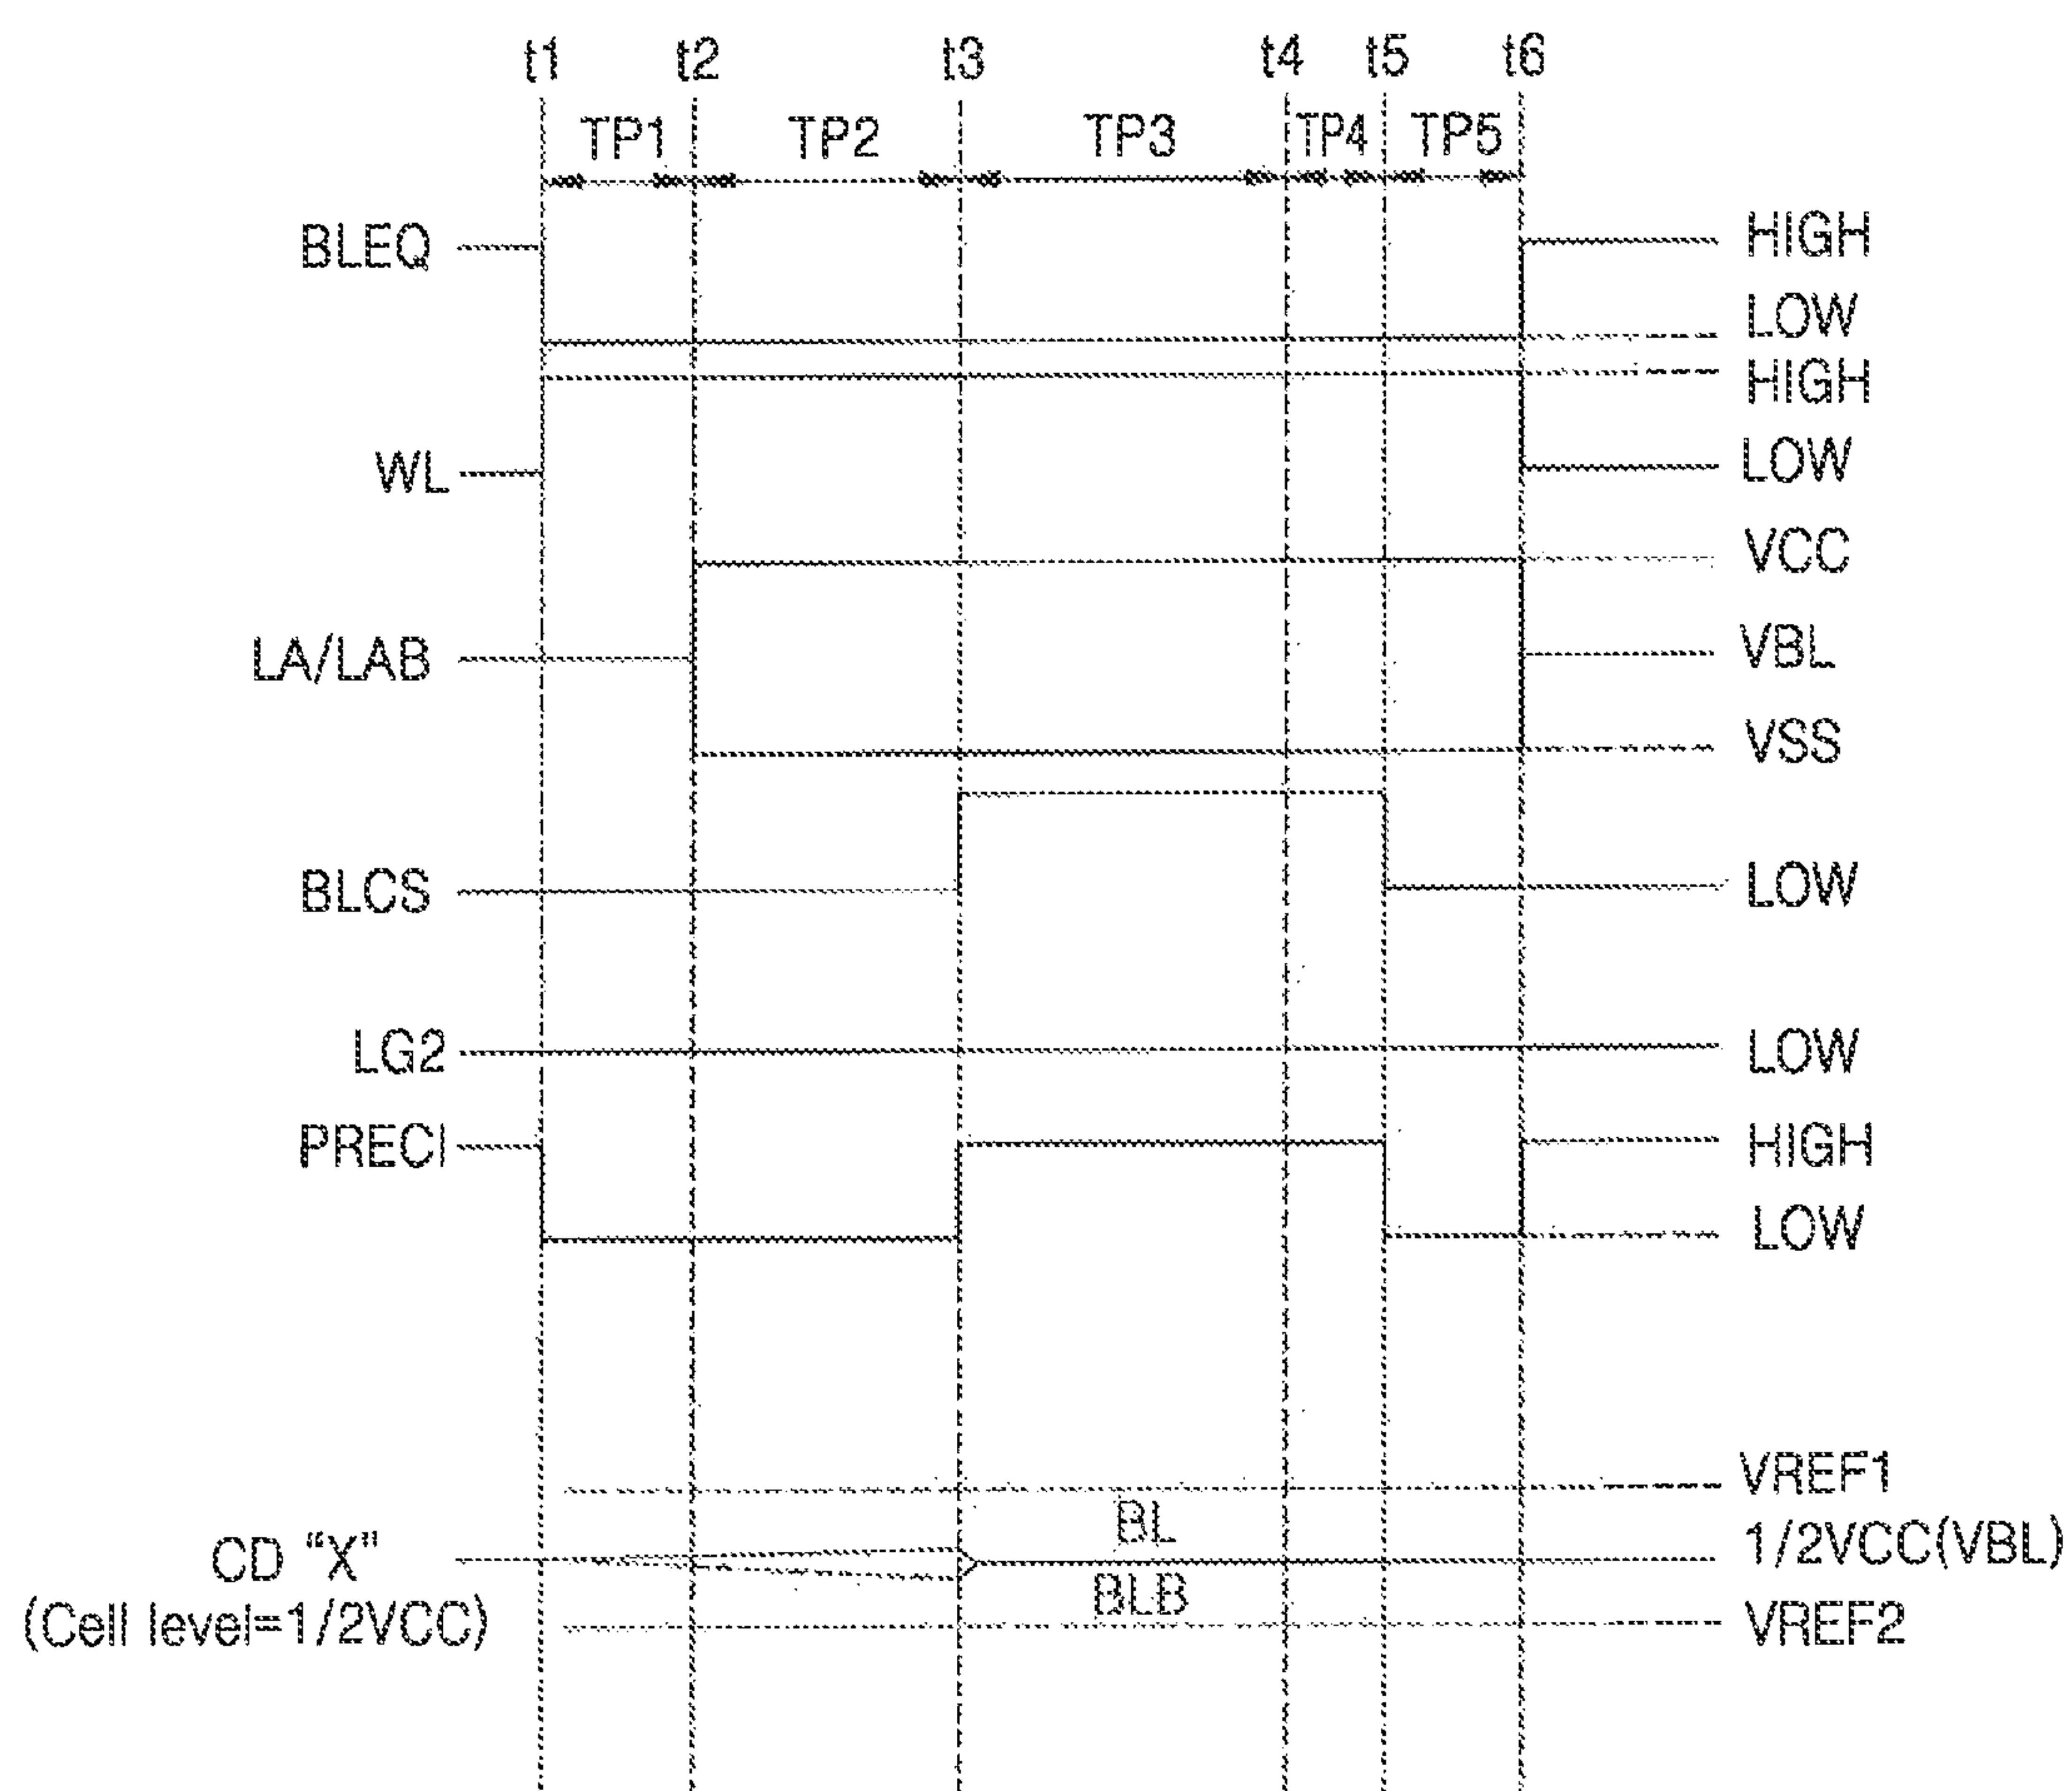 t1 t2 t3 t4 t5 t6
TP1 TP2 TP3 TP4 TP5
BLEQ HIGH
LOW
HIGH
WL LOW
VCC
LA/LAB VBL
VSS
BLCS LOW
LG2 LOW
PRECI HIGH
LOW
VREF1
BL
CD "X" 1/2VCC(VBL)
BLB
(Cell level=1/2VCC) VREF2